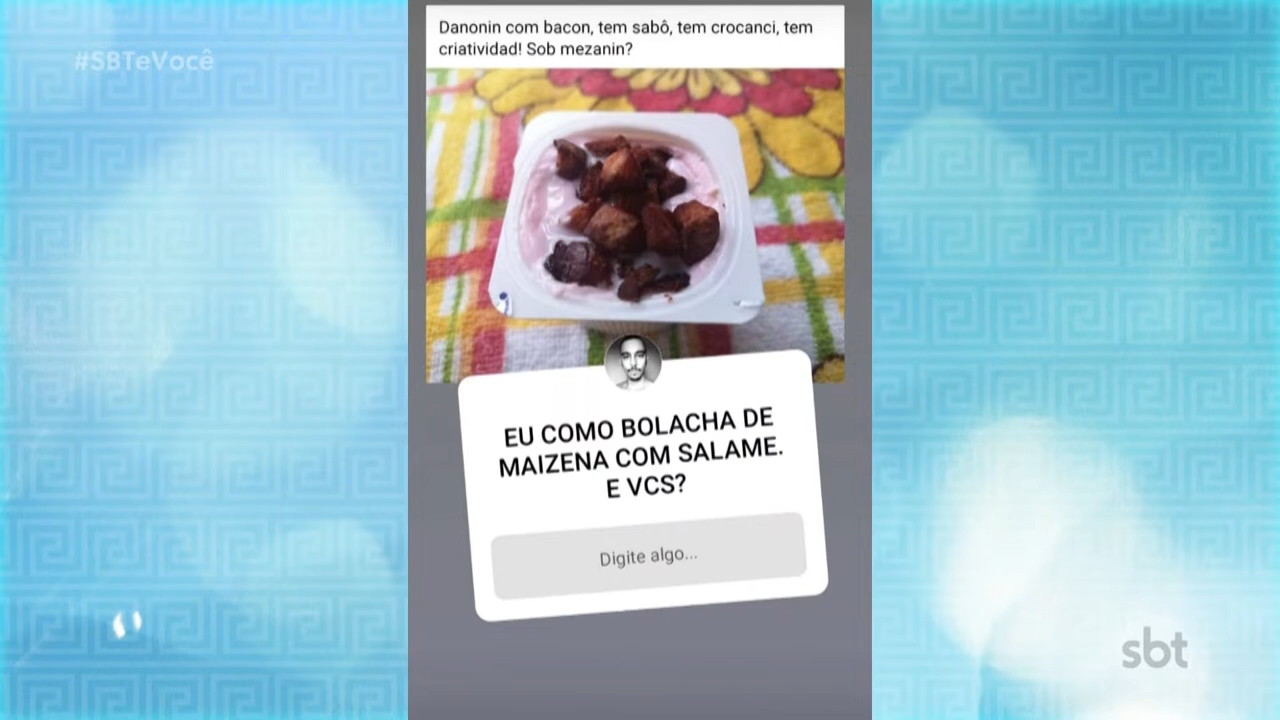 #SBTeVocê
Danonin com bacon, tem sabô, tem crocanci, tem
criatividad! Sob mezanin?
EU COMO BOLACHA DE
MAIZENA COM SALAME.
E VCS?
Digite algo...
sbt